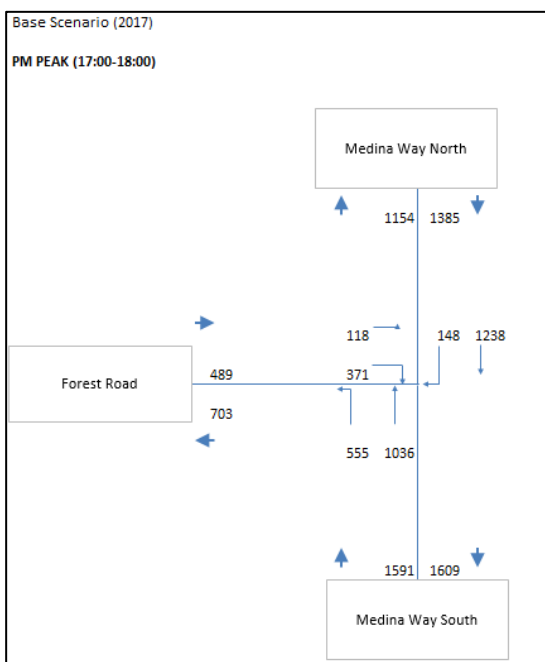 Base Scenario (2017)
PM PEAK (17:00-18:00)
Medina Way North
1154 1385
118 148 1238
Forest Road
489 371
703
555 1036
1591 1609
Medina Way South